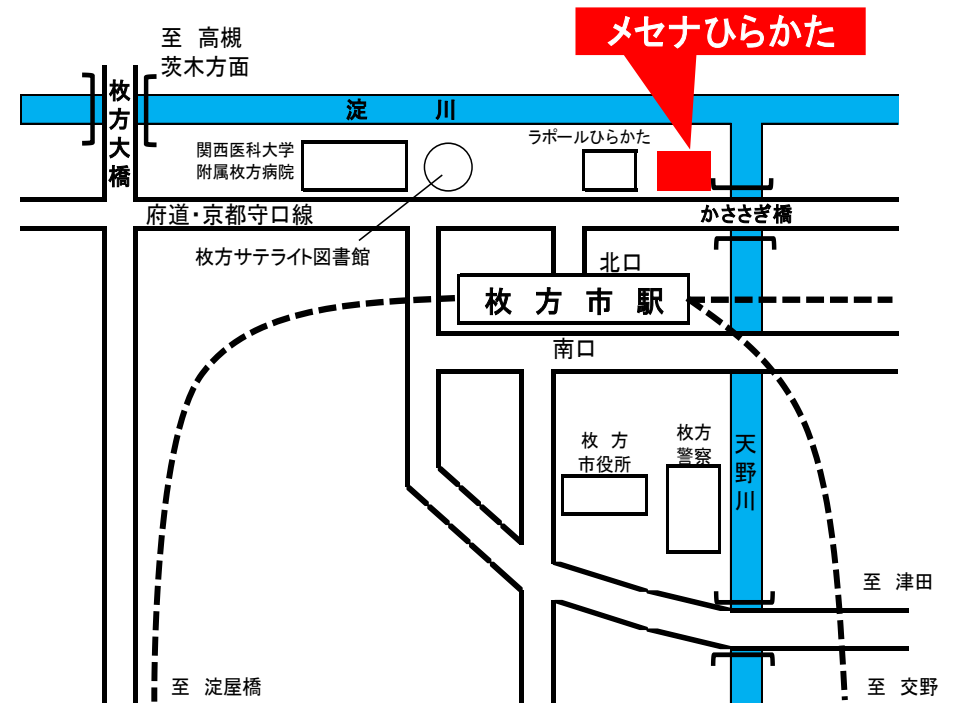 メセナひらかた
至　高槻
茨木方面
枚方大橋
淀　　川
ラポールひらかた
関西医科大学
附属枚方病院
府道・京都守口線
かささぎ橋
枚方サテライト図書館
北口
枚 方 市 駅
南口
枚　方
市役所
枚方
警察
天野川
至　津田
至　淀屋橋
至　交野